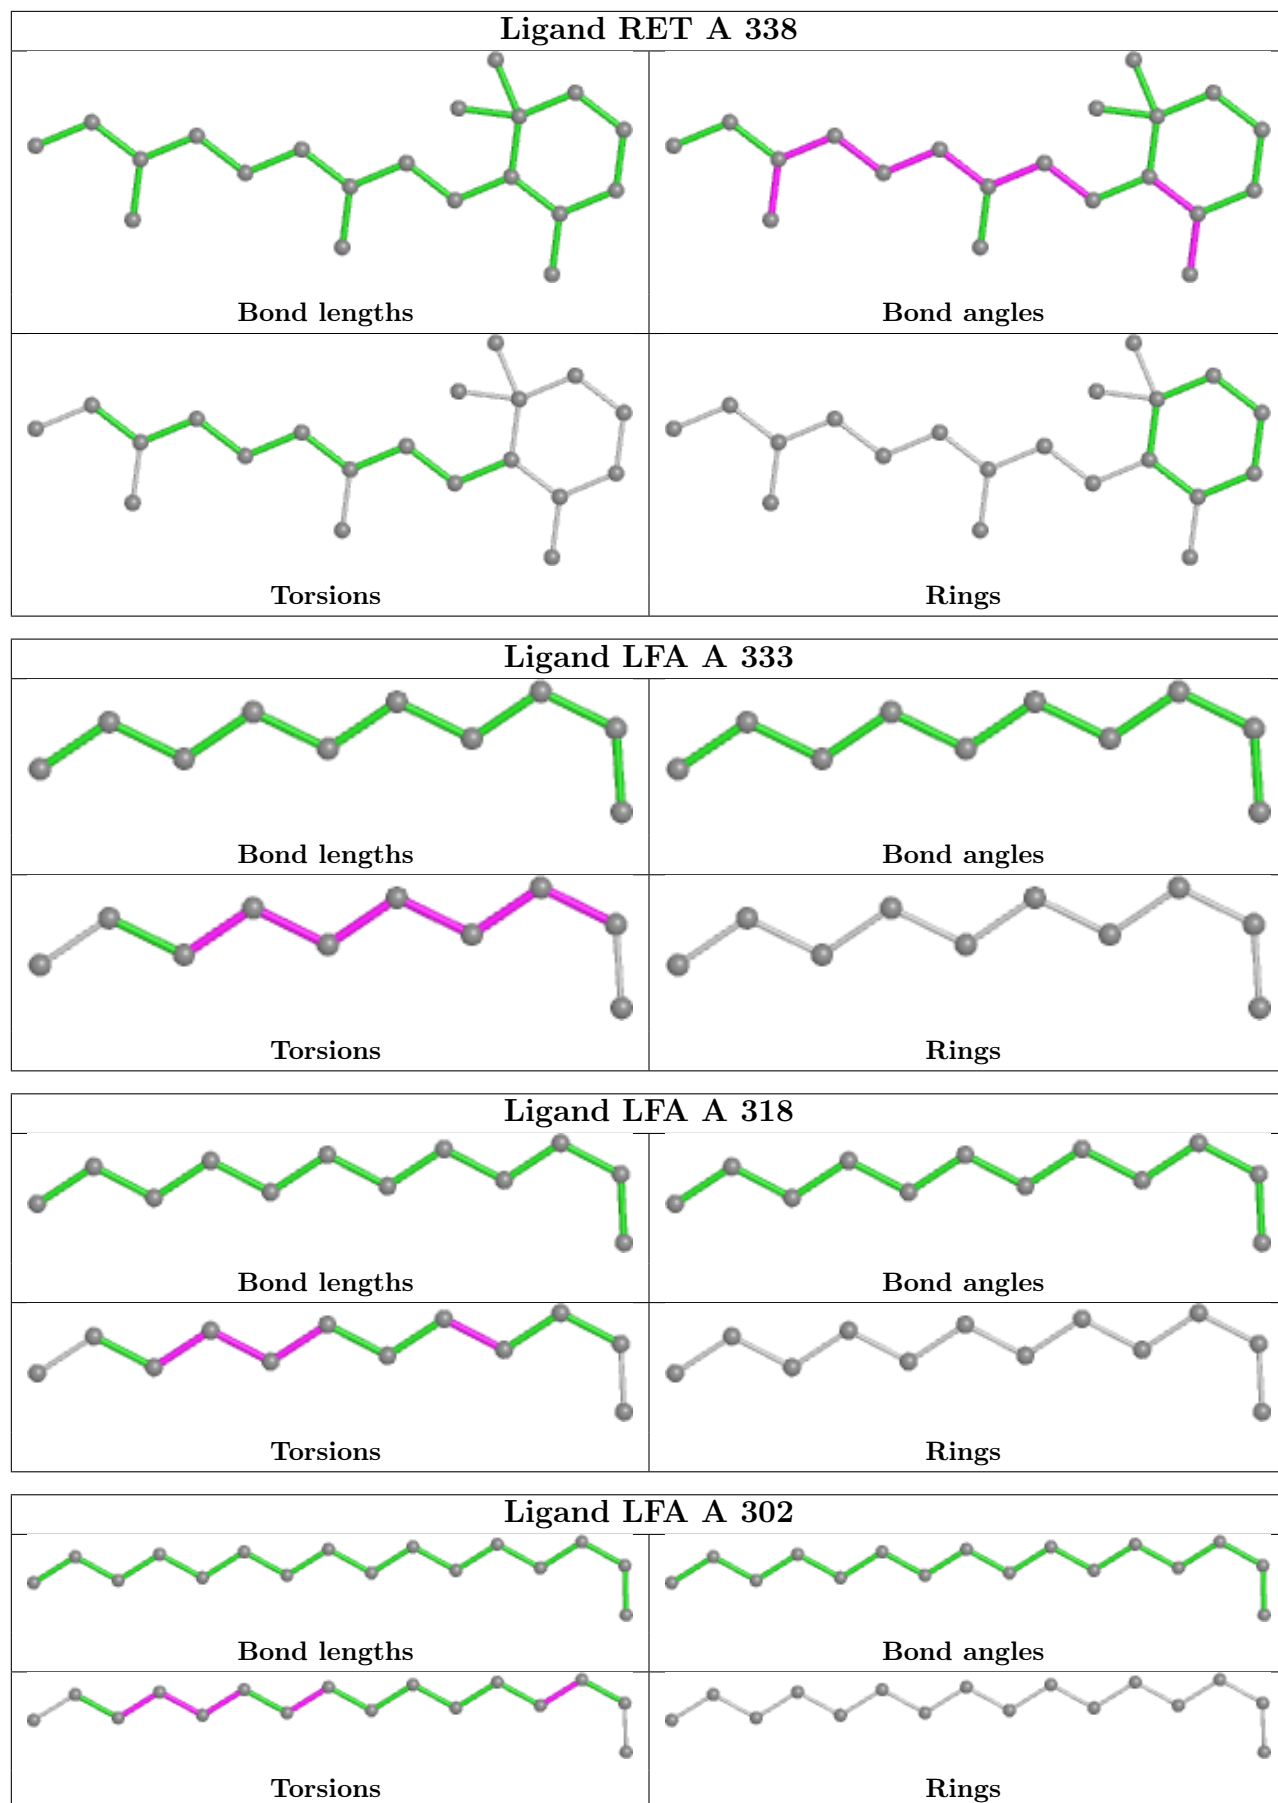 Ligand RET A 338
Bond lengths
Bond angles
Torsions
Rings
Ligand LFA A 333
Bond lengths
Bond angles
Torsions
Rings
Ligand LFA A 318
Bond lengths
Bond angles
Torsions
Rings
Ligand LFA A 302
Bond lengths
Bond angles
Torsions
Rings